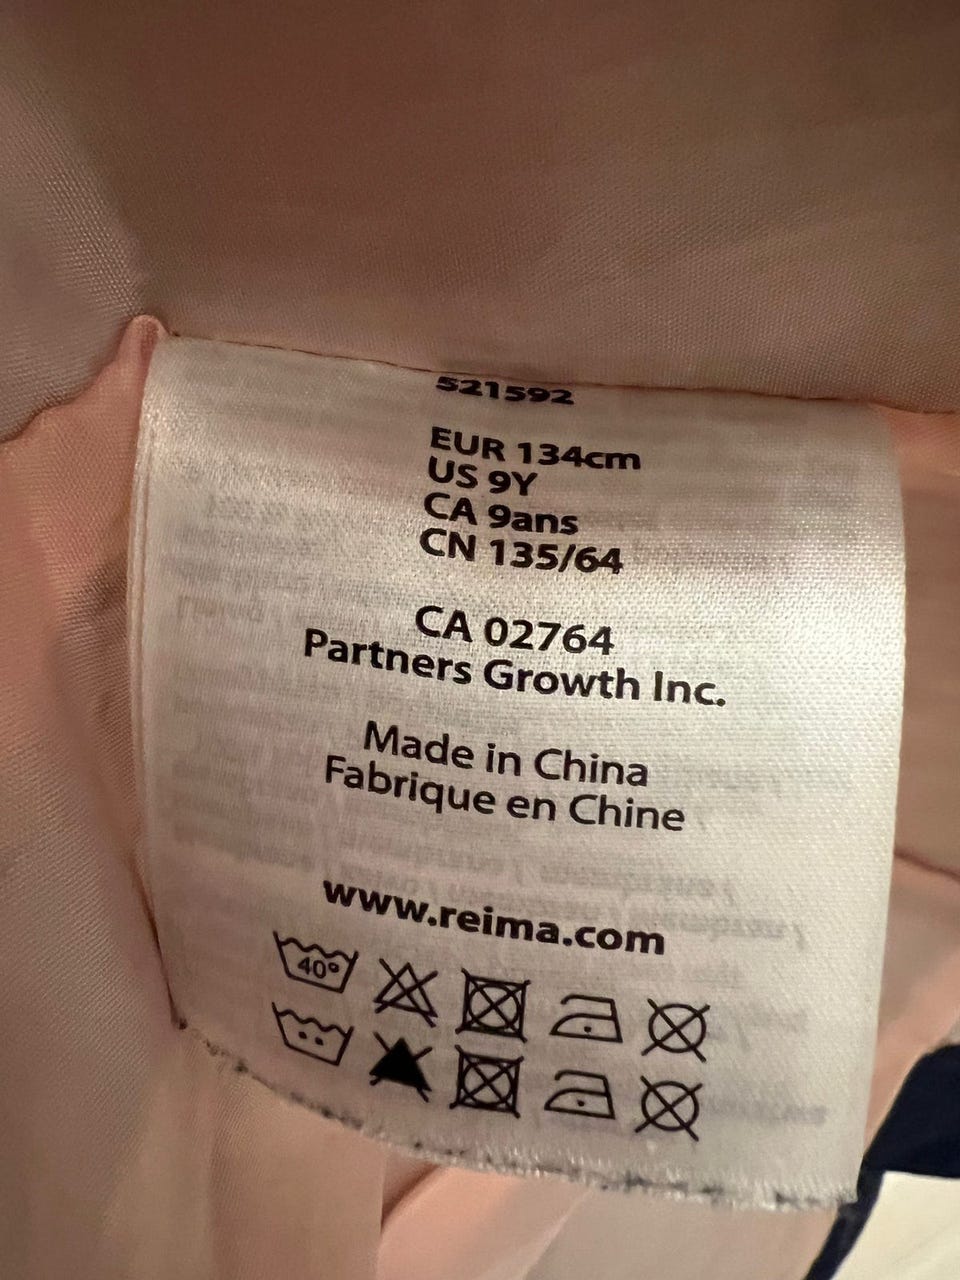 521592
EUR 134cm
US 9Y
CA 9ans
CN 135/64
CA 02764
Partners Growth Inc.
Made in China
Fabrique en Chine
www.reima.com
40°